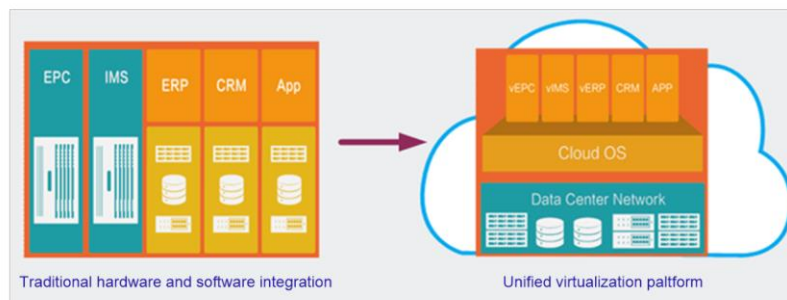 EPC IMS ERP CRM App
vEPC vIMS vERP CRM APP
Cloud OS
Data Center Network
Traditional hardware and software integration
Unified virtualization paltform